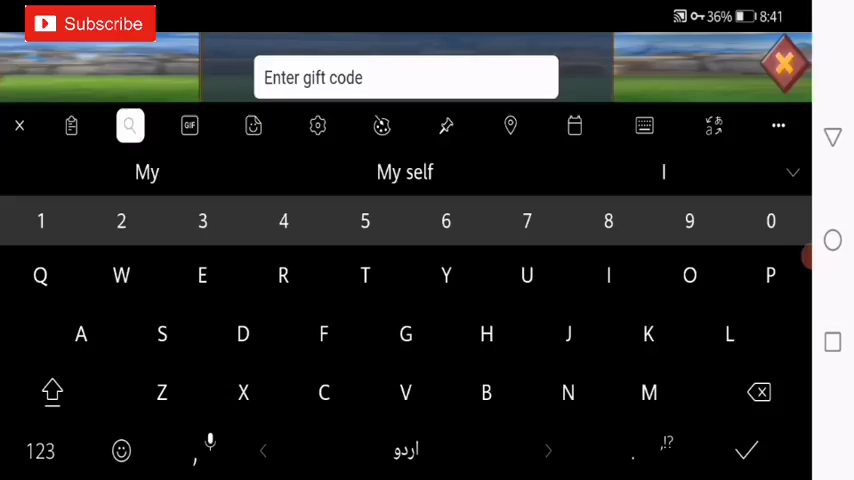 Subscribe
36% 8:41
Enter gift code
GIF
My My self I
1 2 3 4 5 6 7 8 9 0
Q W E R T Y U I O P
A S D F G H J K L
Z X C V B N M
123 , اردو . ,!?